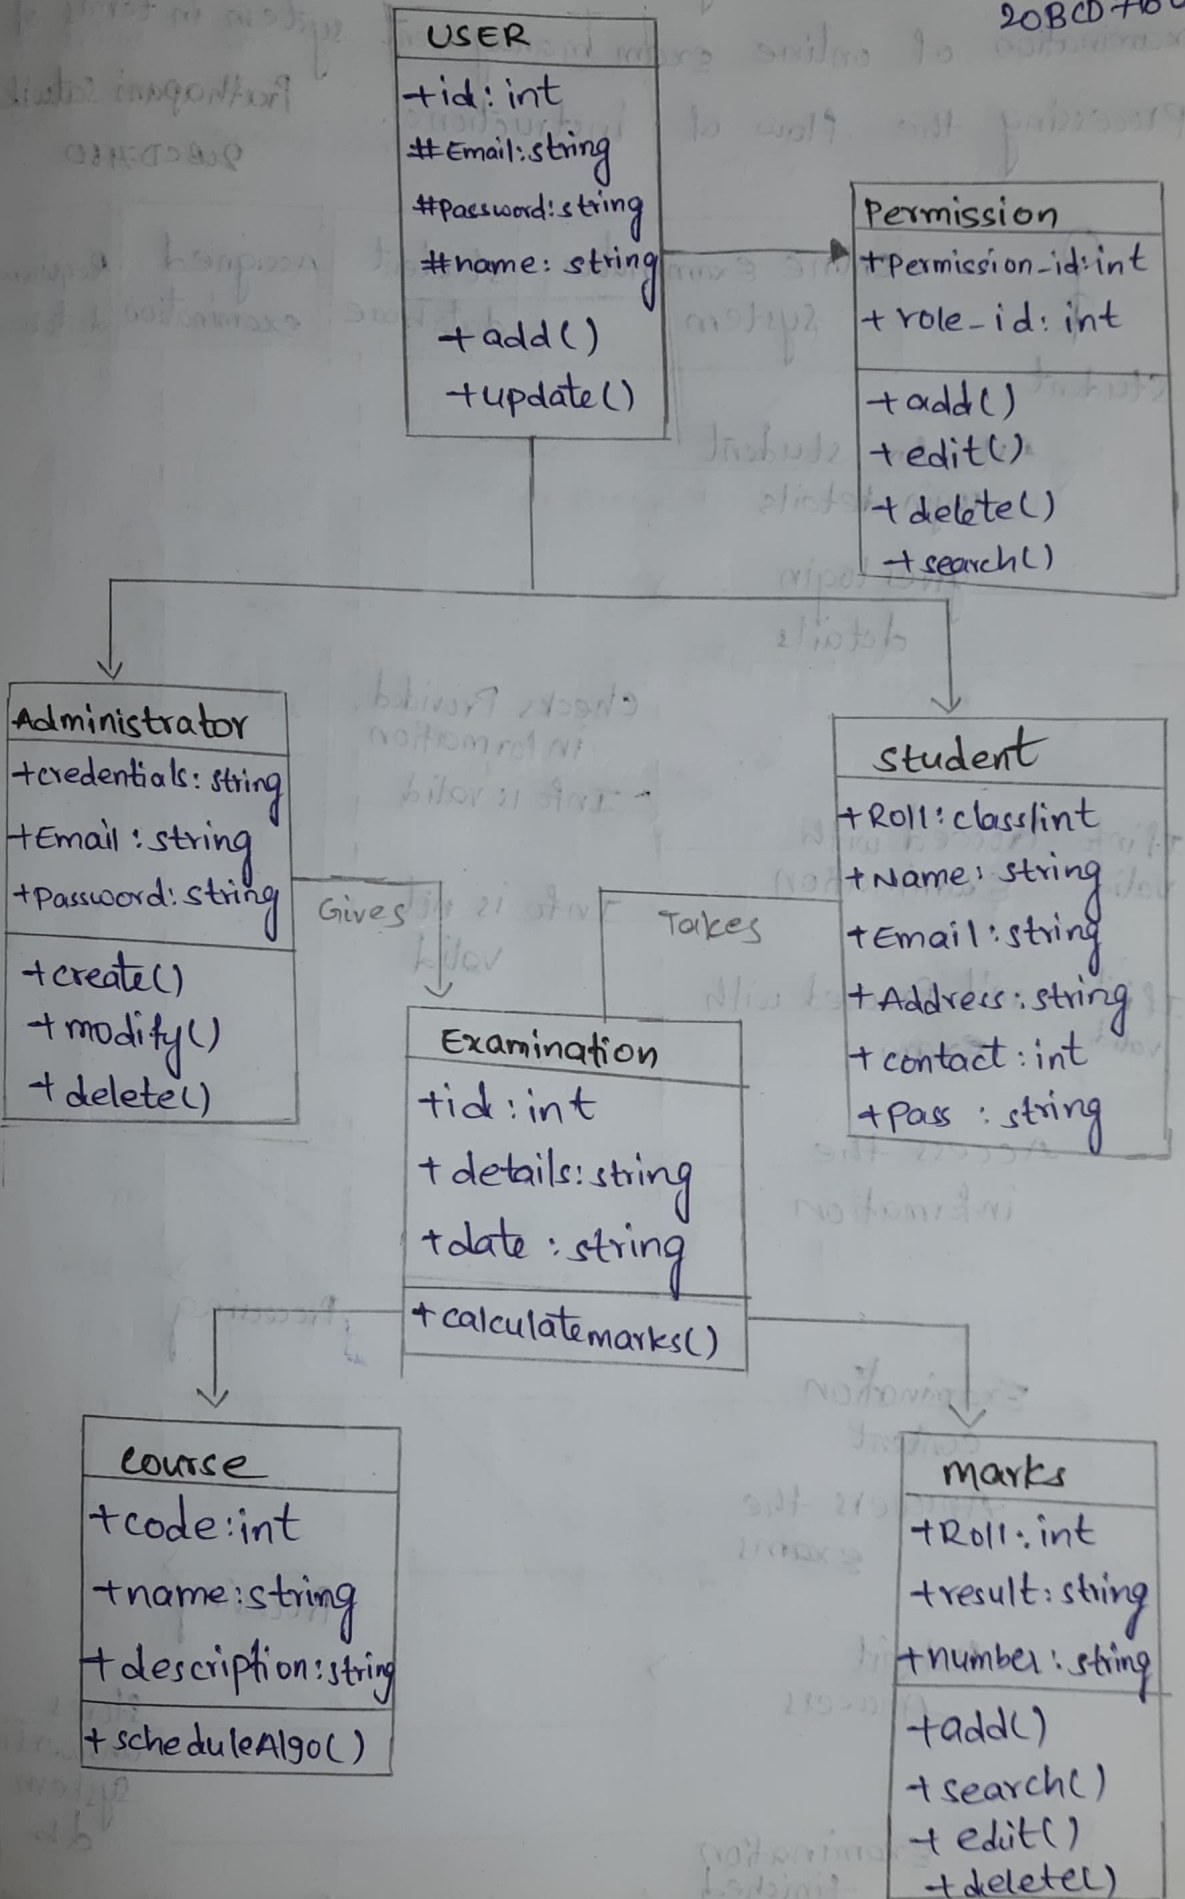 20BCD
USER
+id: int
#Email:string
#Password:string
#name: string
+add()
+update()
Permission
+Permission_id:int
+role_id: int
+add()
+edit()
+delete()
+search()
Administrator
+credentials: string
+Email: string
+Password: string
+create()
+modify()
+delete()
Gives
Takes
student
+Roll: class/int
+Name: string
+Email: string
+Address: string
+contact: int
+Pass : string
Examination
+id: int
+details: string
+date : string
+calculatemarks()
course
+code: int
+name: string
+description: string
+scheduleAlgo()
marks
+Roll: int
+result: string
+number: string
+add()
+search()
+edit()
+delete()